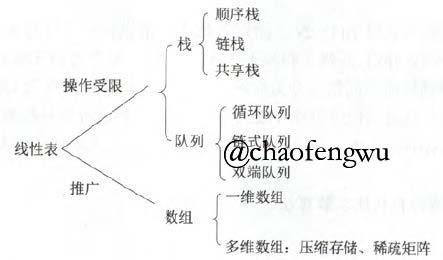 顺序栈
栈
链栈
共享栈
操作受限
循环队列
队列
链式队列
@chaofengwu
双端队列
线性表
推广
一维数组
数组
多维数组：压缩存储、稀疏矩阵